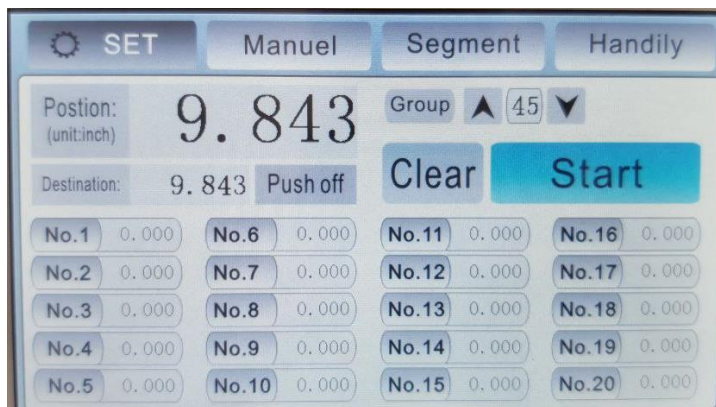 SET Manuel Segment Handily
Postion: 9.843 Group 45
(unit:inch)
Destination: 9.843 Push off Clear Start
No.1 0.000 No.6 0.000 No.11 0.000 No.16 0.000
No.2 0.000 No.7 0.000 No.12 0.000 No.17 0.000
No.3 0.000 No.8 0.000 No.13 0.000 No.18 0.000
No.4 0.000 No.9 0.000 No.14 0.000 No.19 0.000
No.5 0.000 No.10 0.000 No.15 0.000 No.20 0.000